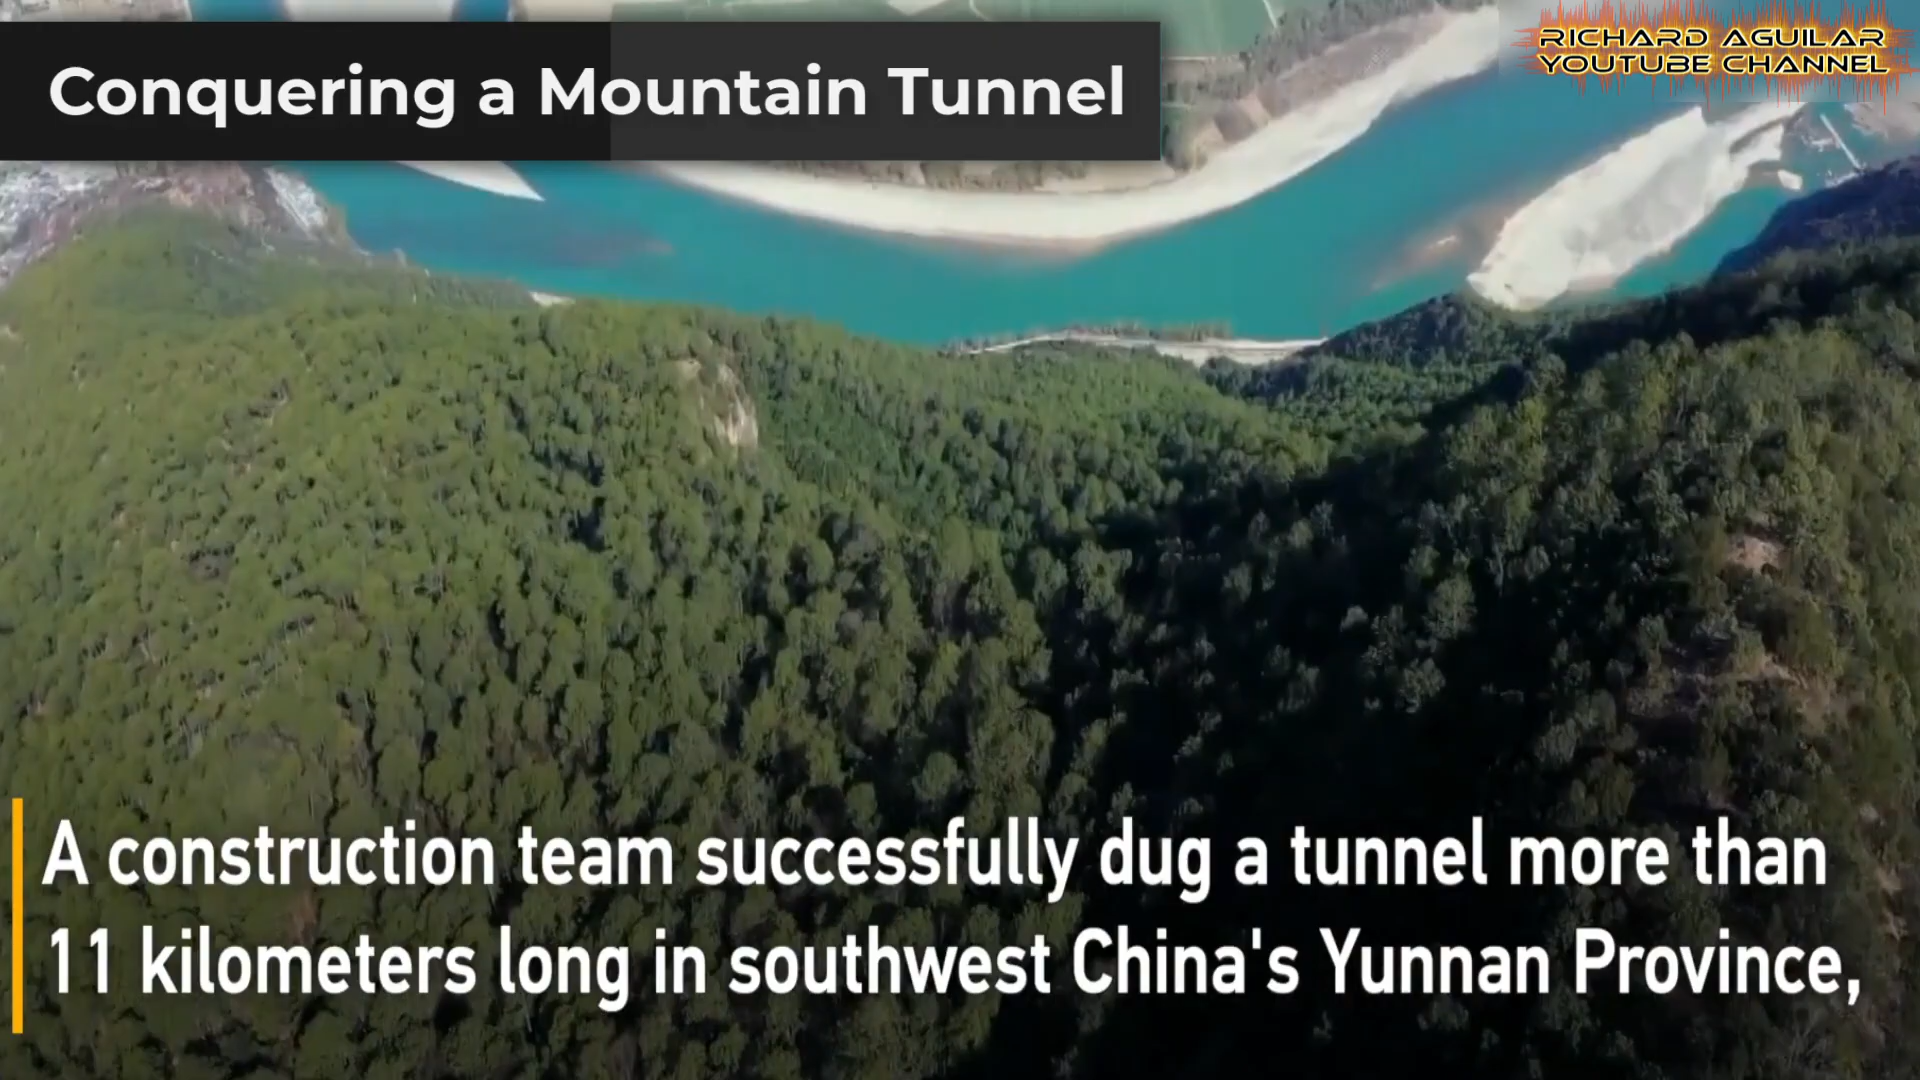 Conquering a Mountain Tunnel
RICHARD AGUILAR
YOUTUBE CHANNEL
A construction team successfully dug a tunnel more than
11 kilometers long in southwest China's Yunnan Province,